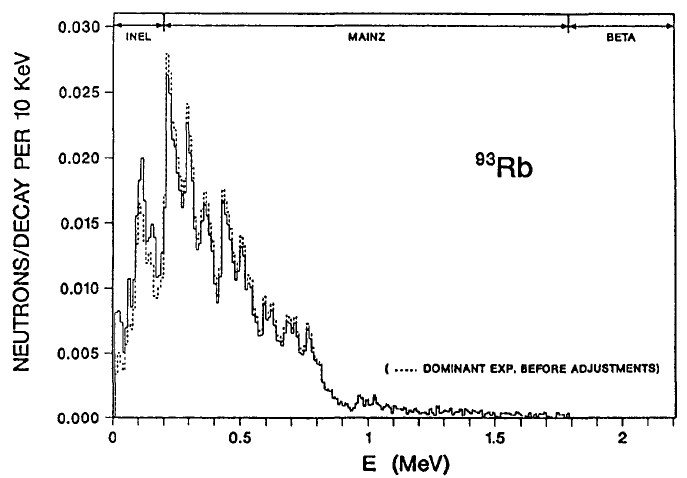 INEL MAINZ BETA
NEUTRONS/DECAY PER 10 KeV
0.030
0.025
0.020
0.015
0.010
0.005
0.000
⁹³Rb
( ..... DOMINANT EXP. BEFORE ADJUSTMENTS)
0 0.5 1 1.5 2
E (MeV)